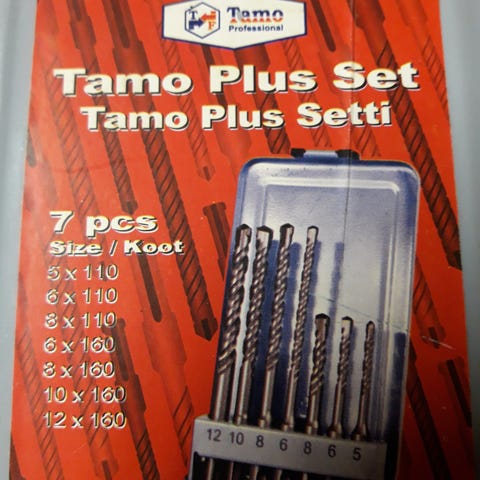 T F
Tamo
Professional
Tamo Plus Set
Tamo Plus Setti
7 pcs
Size / Koot
5 x 110
6 x 110
8 x 110
6 x 160
8 x 160
10 x 160
12 x 160
12 10 8 6 8 6 5